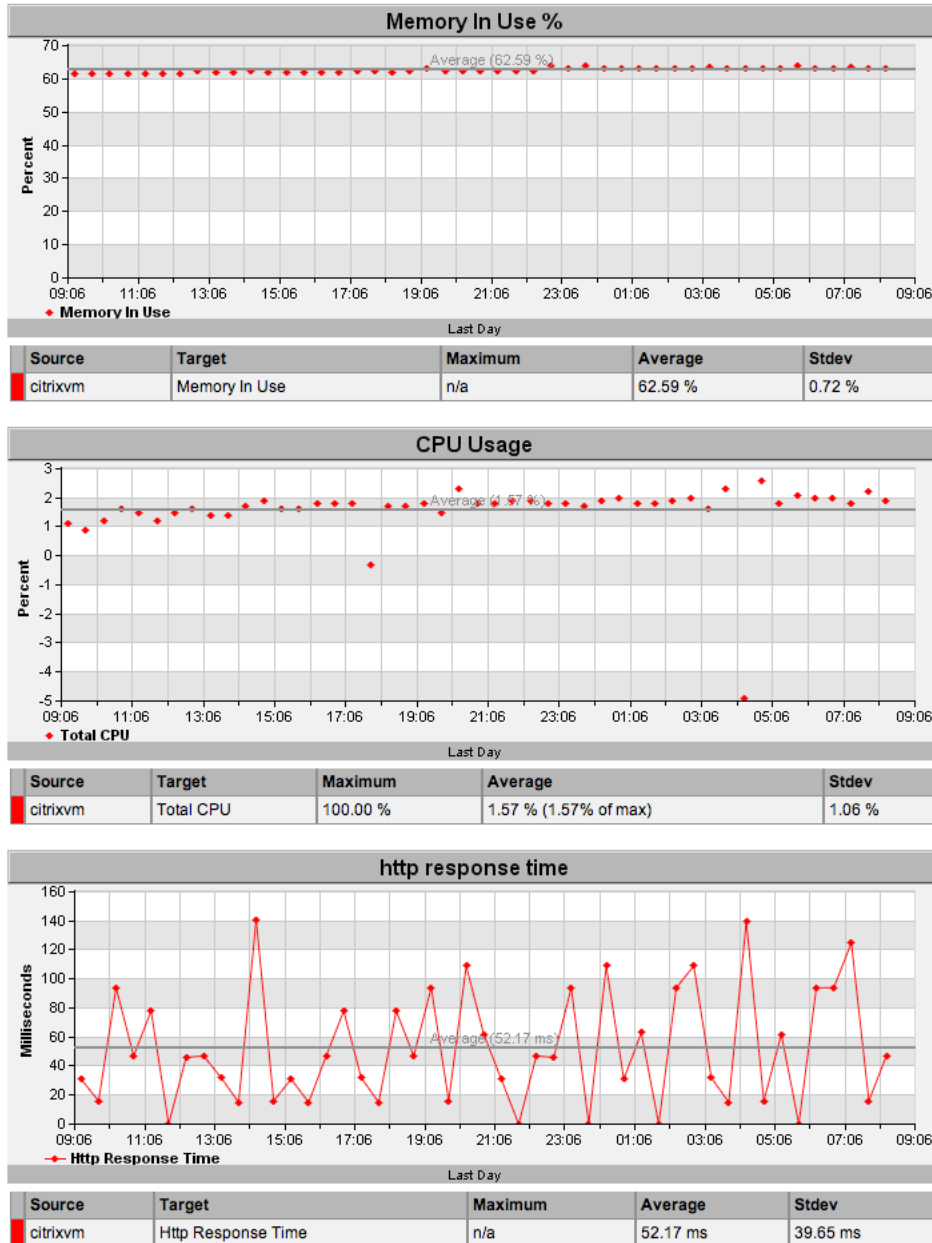 Memory In Use %
70
60
50
40
30
20
10
0
Percent
Average (62.59 %)
09:06 11:06 13:06 15:06 17:06 19:06 21:06 23:06 01:06 03:06 05:06 07:06 09:06
Memory In Use
Last Day
Source Target Maximum Average Stdev
citrixvm Memory In Use n/a 62.59 % 0.72 %
CPU Usage
3
2
1
0
-1
-2
-3
-4
-5
Percent
Average (1.57 %)
09:06 11:06 13:06 15:06 17:06 19:06 21:06 23:06 01:06 03:06 05:06 07:06 09:06
Total CPU
Last Day
Source Target Maximum Average Stdev
citrixvm Total CPU 100.00 % 1.57 % (1.57% of max) 1.06 %
http response time
160
140
120
100
80
60
40
20
0
Milliseconds
Average (52.17 ms)
09:06 11:06 13:06 15:06 17:06 19:06 21:06 23:06 01:06 03:06 05:06 07:06 09:06
Http Response Time
Last Day
Source Target Maximum Average Stdev
citrixvm Http Response Time n/a 52.17 ms 39.65 ms